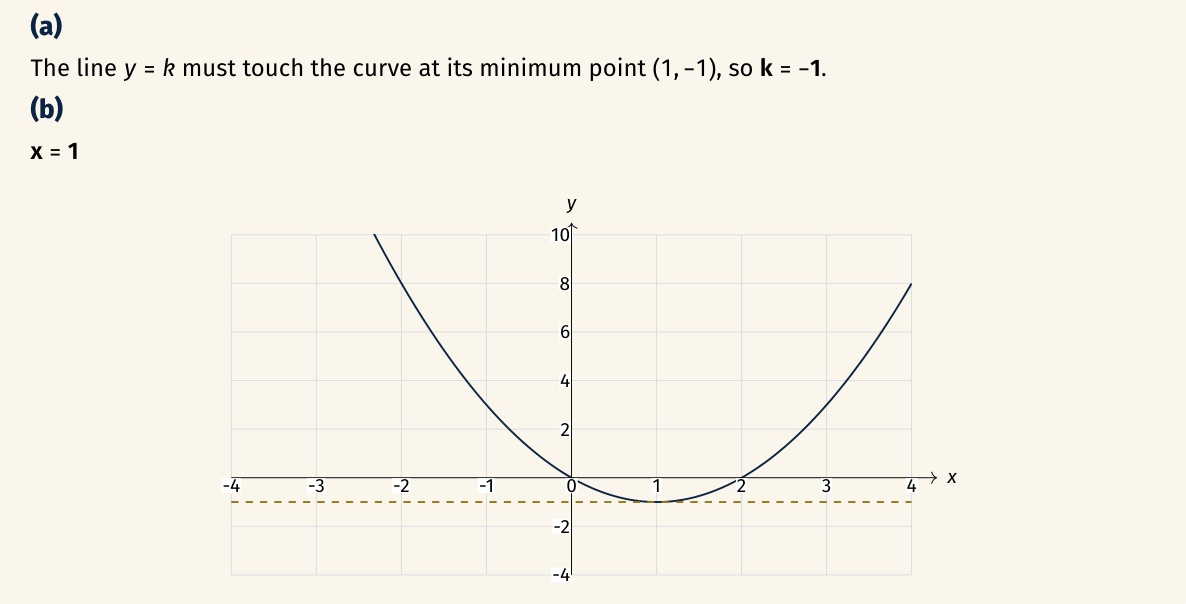 (a)
The line y = k must touch the curve at its minimum point (1, −1), so k = −1.
(b)
x = 1
y
10
8
6
4
2
-4 -3 -2 -1 0 1 2 3 4 x
-2
-4